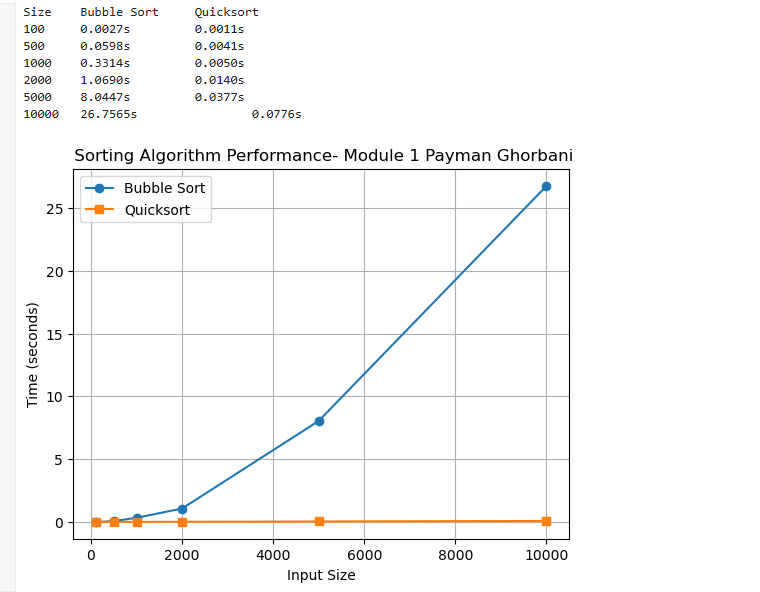 Size Bubble Sort Quicksort
100 0.0027s 0.0011s
500 0.0598s 0.0041s
1000 0.3314s 0.0050s
2000 1.0690s 0.0140s
5000 8.0447s 0.0377s
10000 26.7565s 0.0776s
Sorting Algorithm Performance- Module 1 Payman Ghorbani
Bubble Sort
Quicksort
25
20
15
10
5
0
Time (seconds)
0 2000 4000 6000 8000 10000
Input Size